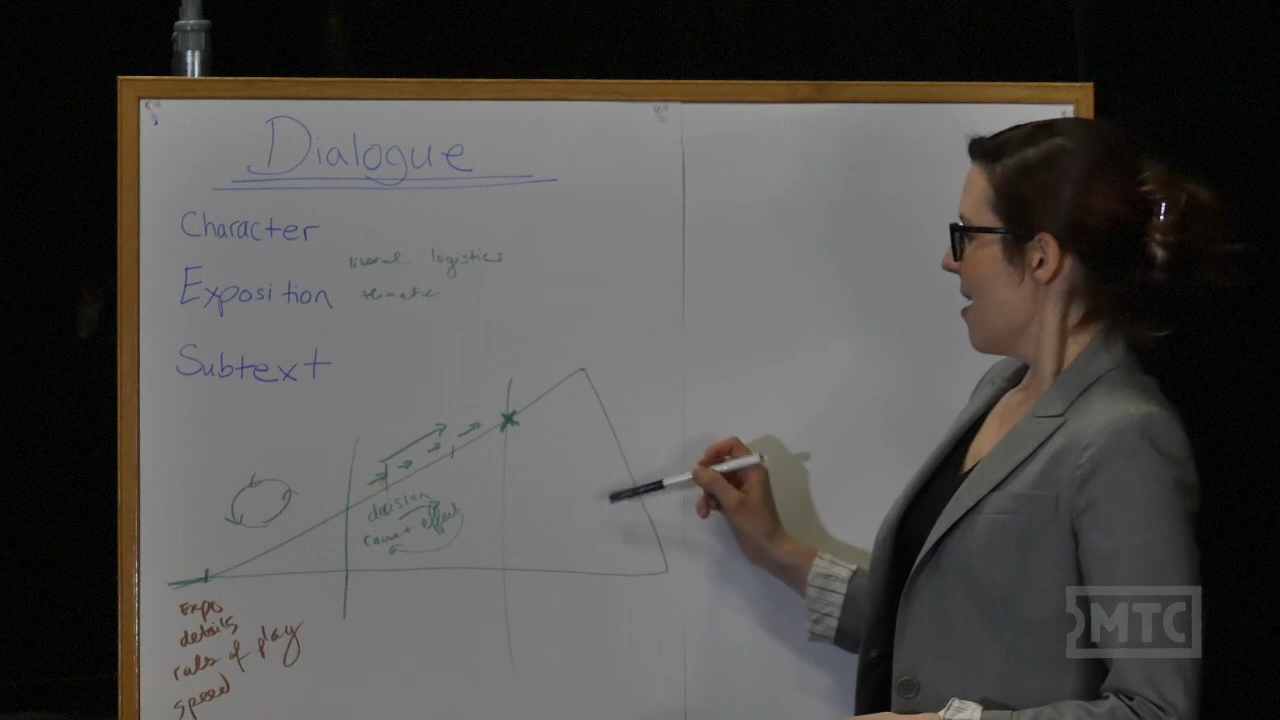 Dialogue
Character
Exposition
literal logistics
thematic
Subtext
decision
cause + effect
Expo
details
rules of play
speed
MTC